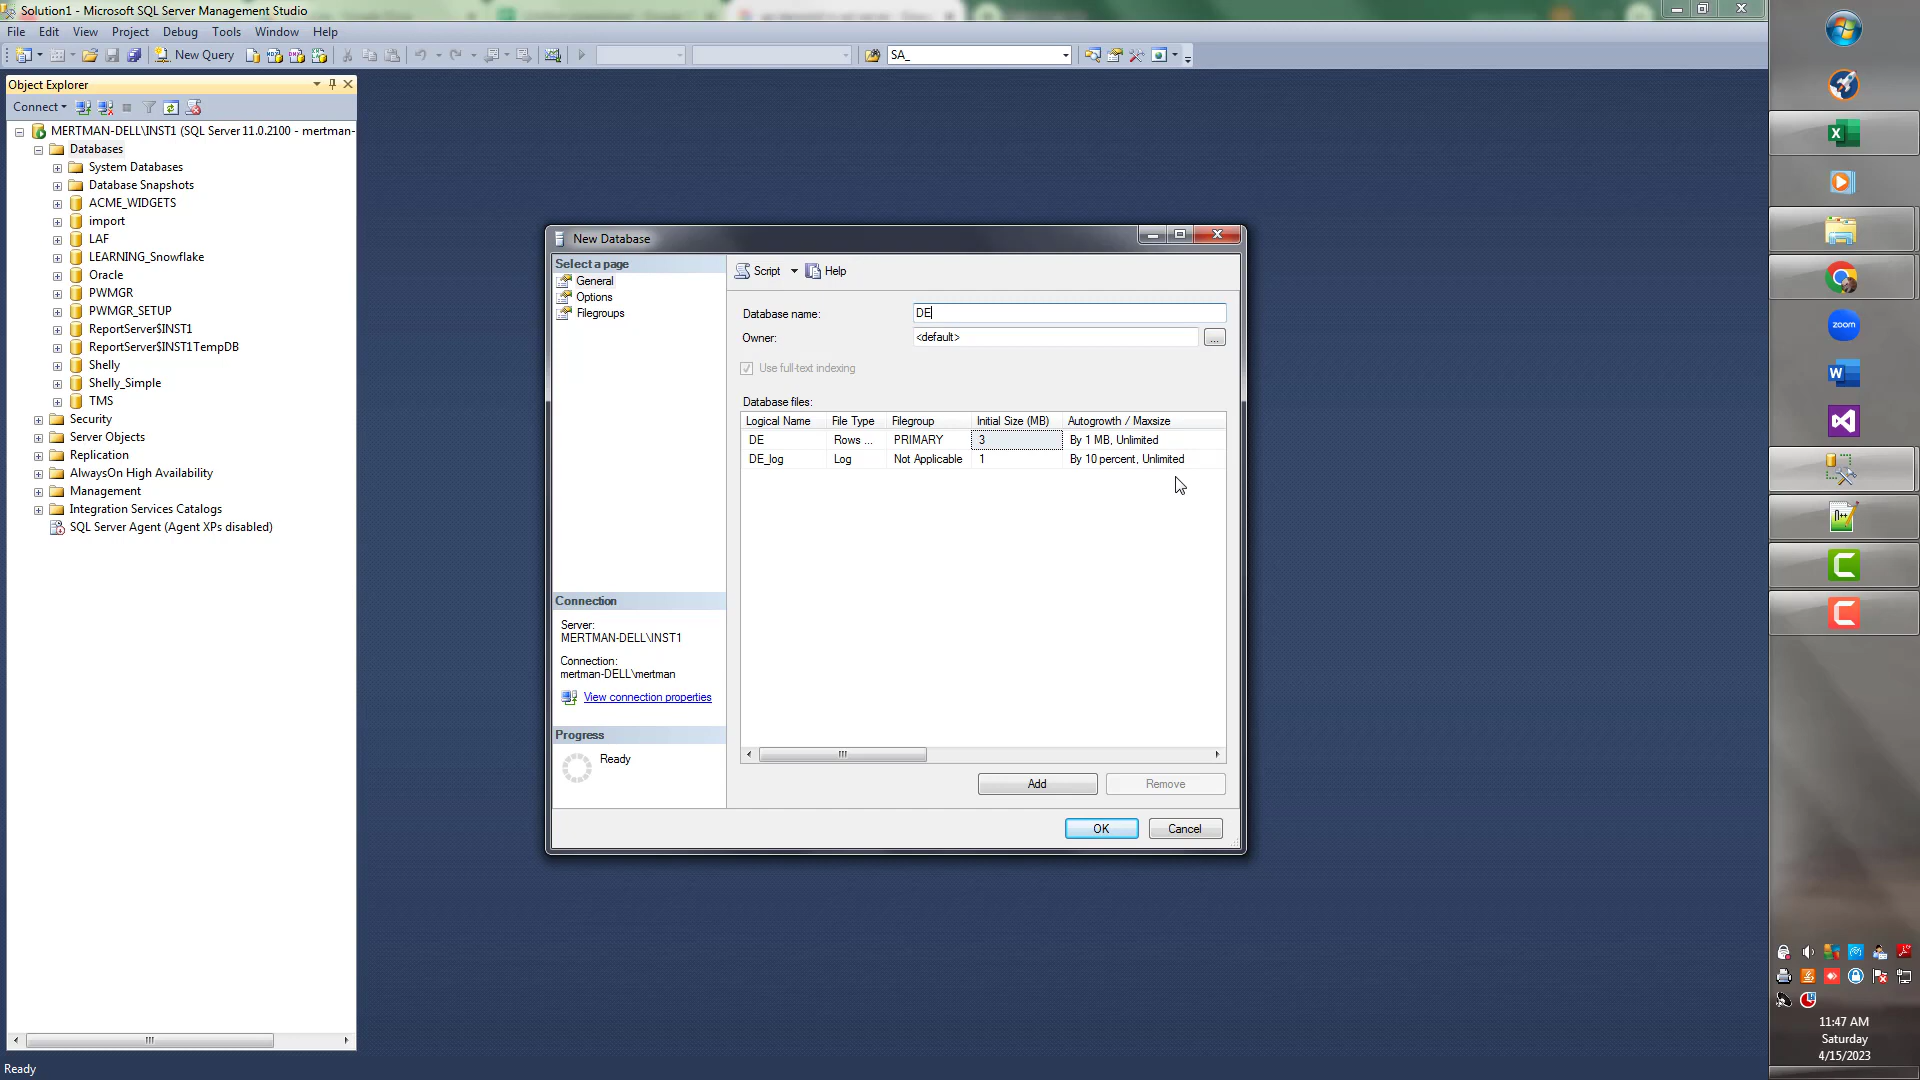 Solution1 - Microsoft SQL Server Management Studio
File Edit View Project Debug Tools Window Help
New Query
SA_
Object Explorer
Connect
MERTMAN-DELL\INST1 (SQL Server 11.0.2100 - mertman-
Databases
System Databases
Database Snapshots
ACME_WIDGETS
import
LAF
LEARNING_Snowflake
Oracle
PWMGR
PWMGR_SETUP
ReportServer$INST1
ReportServer$INST1TempDB
Shelly
Shelly_Simple
TMS
Security
Server Objects
Replication
AlwaysOn High Availability
Management
Integration Services Catalogs
SQL Server Agent (Agent XPs disabled)
Ready
New Database
Select a page
General
Options
Filegroups
Connection
Server:
MERTMAN-DELL\INST1
Connection:
mertman-DELL\mertman
View connection properties
Progress
Ready
Script Help
Database name: DE
Owner: <default> ...
Use full-text indexing
Database files:
Logical Name File Type Filegroup Initial Size (MB) Autogrowth / Maxsize
DE Rows ... PRIMARY 3 By 1 MB, Unlimited
DE_log Log Not Applicable 1 By 10 percent, Unlimited
Add Remove
OK Cancel
zoom
11:47 AM
Saturday
4/15/2023